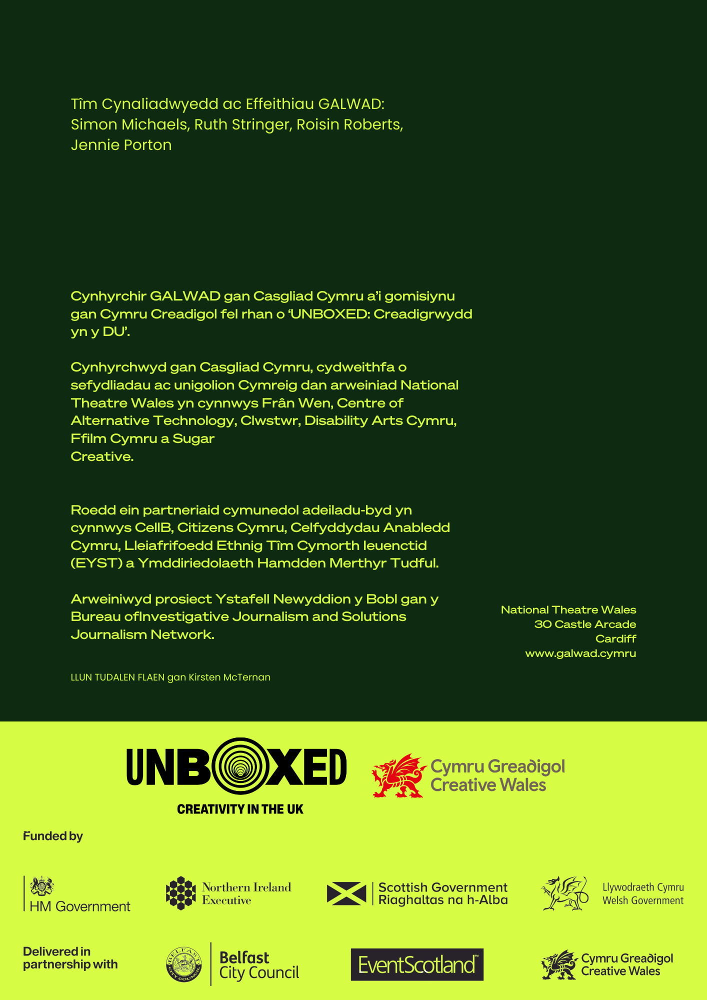 Tîm Cynaliadwyedd ac Effeithiau GALWAD:
Simon Michaels, Ruth Stringer, Roisin Roberts,
Jennie Porton
Cynhyrchir GALWAD gan Casgliad Cymru a’i gomisiynu
gan Cymru Creadigol fel rhan o ‘UNBOXED: Creadigrwydd
yn y DU’.
Cynhyrchwyd gan Casgliad Cymru, cydweithfa o
sefydliadau ac unigolion Cymreig dan arweiniad National
Theatre Wales yn cynnwys Frân Wen, Centre of
Alternative Technology, Clwstwr, Disability Arts Cymru,
Ffilm Cymru a Sugar
Creative.
Roedd ein partneriaid cymunedol adeiladu-byd yn
cynnwys CellB, Citizens Cymru, Celfyddydau Anabledd
Cymru, Lleiafrifoedd Ethnig Tîm Cymorth Ieuenctid
(EYST) a Ymddiriedolaeth Hamdden Merthyr Tudful.
Arweiniwyd prosiect Ystafell Newyddion y Bobl gan y
Bureau ofInvestigative Journalism and Solutions
Journalism Network.
National Theatre Wales
30 Castle Arcade
Cardiff
www.galwad.cymru
LLUN TUDALEN FLAEN gan Kirsten McTernan
UNBOXED
CREATIVITY IN THE UK
Cymru Greaðigol
Creative Wales
Funded by
HM Government
Northern Ireland
Executive
Scottish Government
Riaghaltas na h-Alba
Llywodraeth Cymru
Welsh Government
Delivered in
partnership with
BELFAST
CITY COUNCIL
Belfast
City Council
EventScotland™
Cymru Greaðigol
Creative Wales